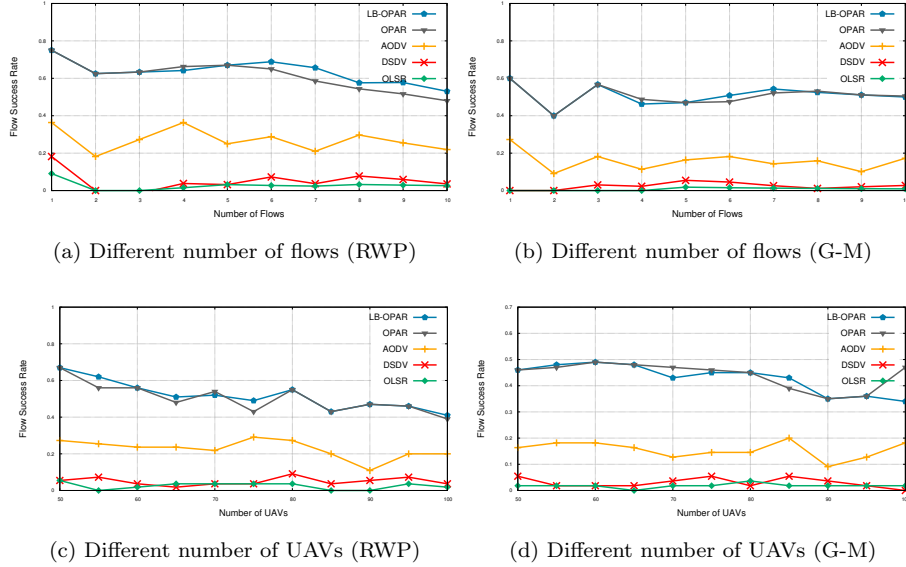 1
0.8
0.6
0.4
0.2
0
1 2 3 4 5 6 7 8 9 10
Flow Success Rate
Number of Flows
LB-OPAR
OPAR
AODV
DSDV
OLSR
(a) Different number of flows (RWP)
1
0.8
0.6
0.4
0.2
0
1 2 3 4 5 6 7 8 9 10
Flow Success Rate
Number of Flows
LB-OPAR
OPAR
AODV
DSDV
OLSR
(b) Different number of flows (G-M)
1
0.8
0.6
0.4
0.2
0
50 60 70 80 90 100
Flow Success Rate
Number of UAVs
LB-OPAR
OPAR
AODV
DSDV
OLSR
(c) Different number of UAVs (RWP)
0.7
0.6
0.5
0.4
0.3
0.2
0.1
0
50 60 70 80 90 100
Flow Success Rate
Number of UAVs
LB-OPAR
OPAR
AODV
DSDV
OLSR
(d) Different number of UAVs (G-M)